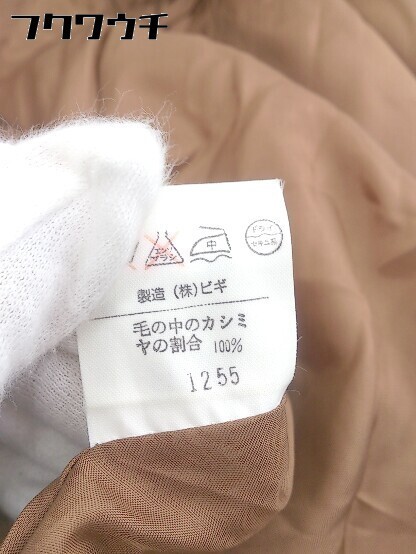 フクワウチ
エンソ
サラシ
中
ドライ
セキユ系
製造 (株)ビギ
毛の中のカシミ
ヤの割合 100%
1255